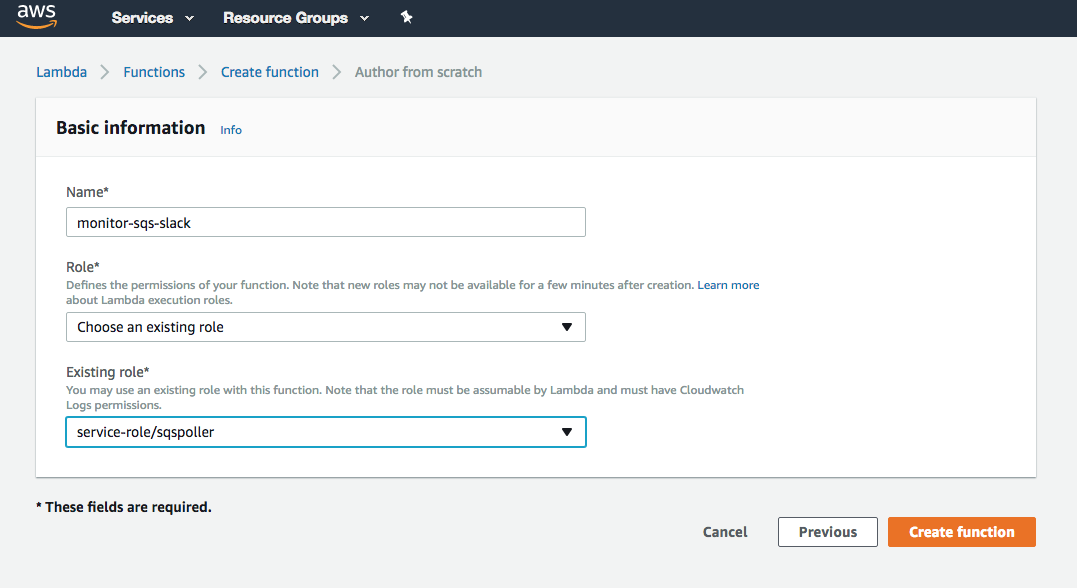 aws Services Resource Groups
Lambda Functions Create function Author from scratch
Basic information Info
Name*
monitor-sqs-slack
Role*
Defines the permissions of your function. Note that new roles may not be available for a few minutes after creation. Learn more
about Lambda execution roles.
Choose an existing role
Existing role*
You may use an existing role with this function. Note that the role must be assumable by Lambda and must have Cloudwatch
Logs permissions.
service-role/sqspoller
* These fields are required.
Cancel Previous Create function